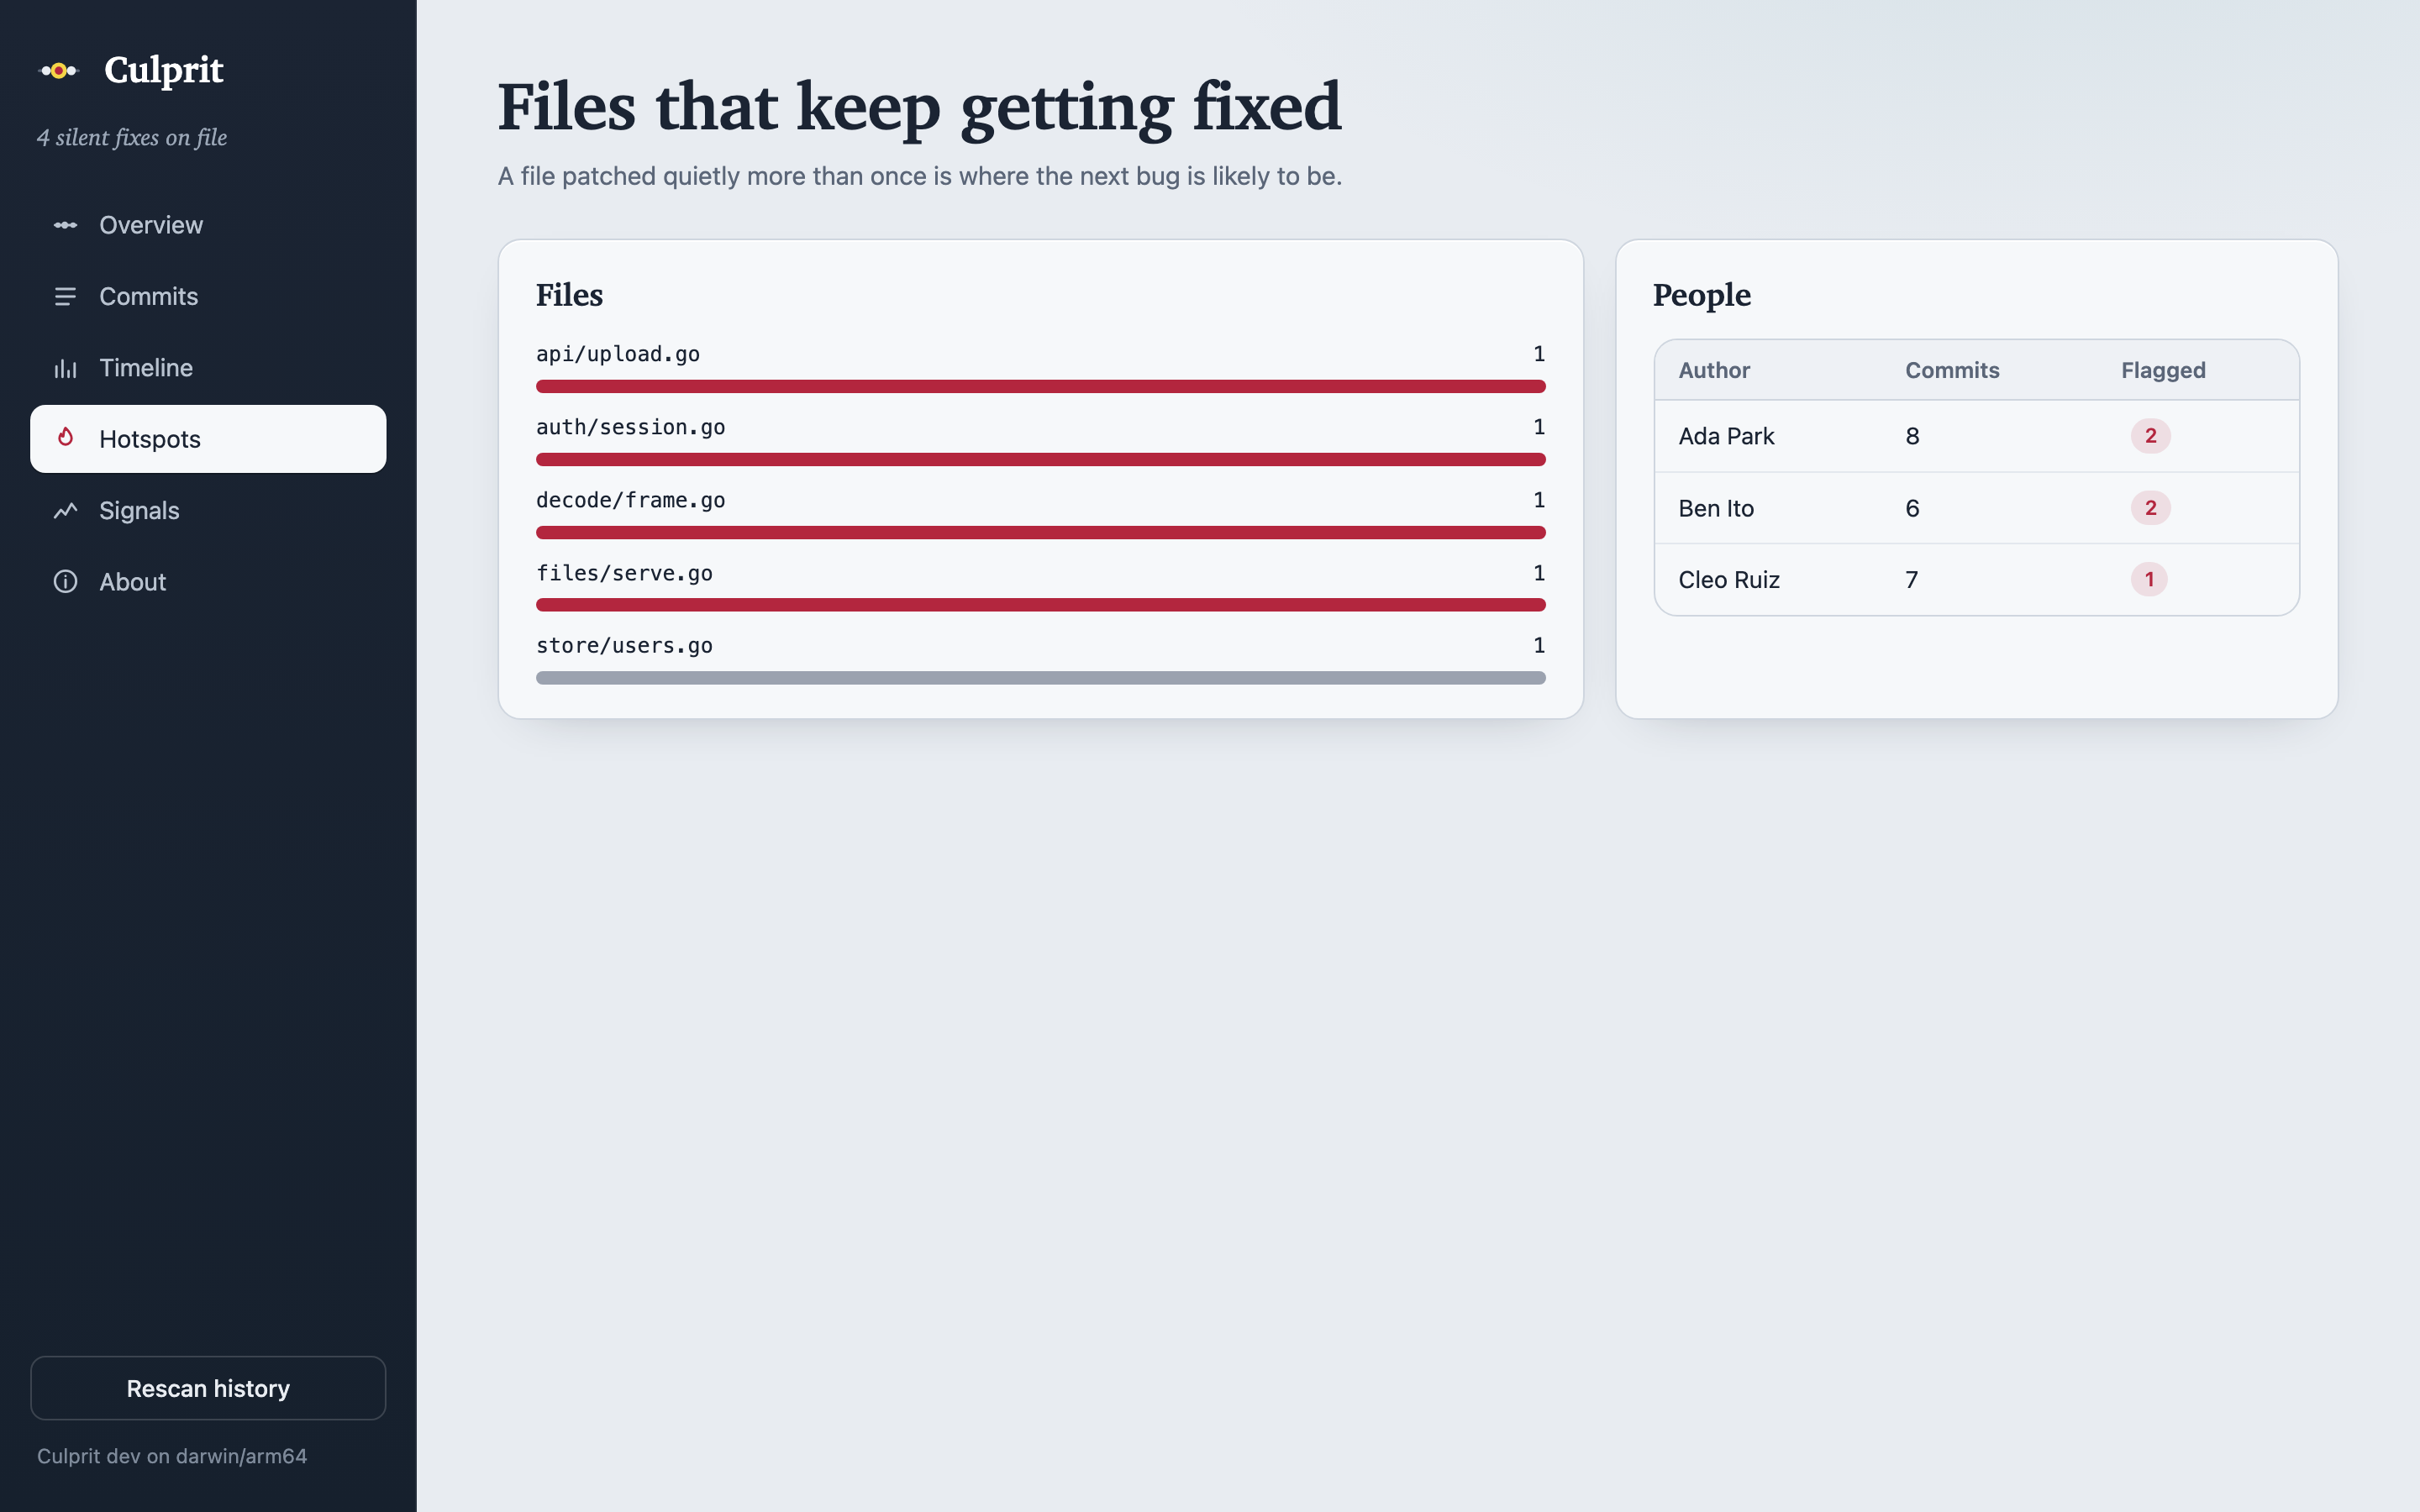 Culprit
4 silent fixes on file
Overview
Commits
Timeline
Hotspots
Signals
About
Rescan history
Culprit dev on darwin/arm64
Files that keep getting fixed
A file patched quietly more than once is where the next bug is likely to be.
Files
api/upload.go 1
auth/session.go 1
decode/frame.go 1
files/serve.go 1
store/users.go 1
People
Author Commits Flagged
Ada Park 8 2
Ben Ito 6 2
Cleo Ruiz 7 1